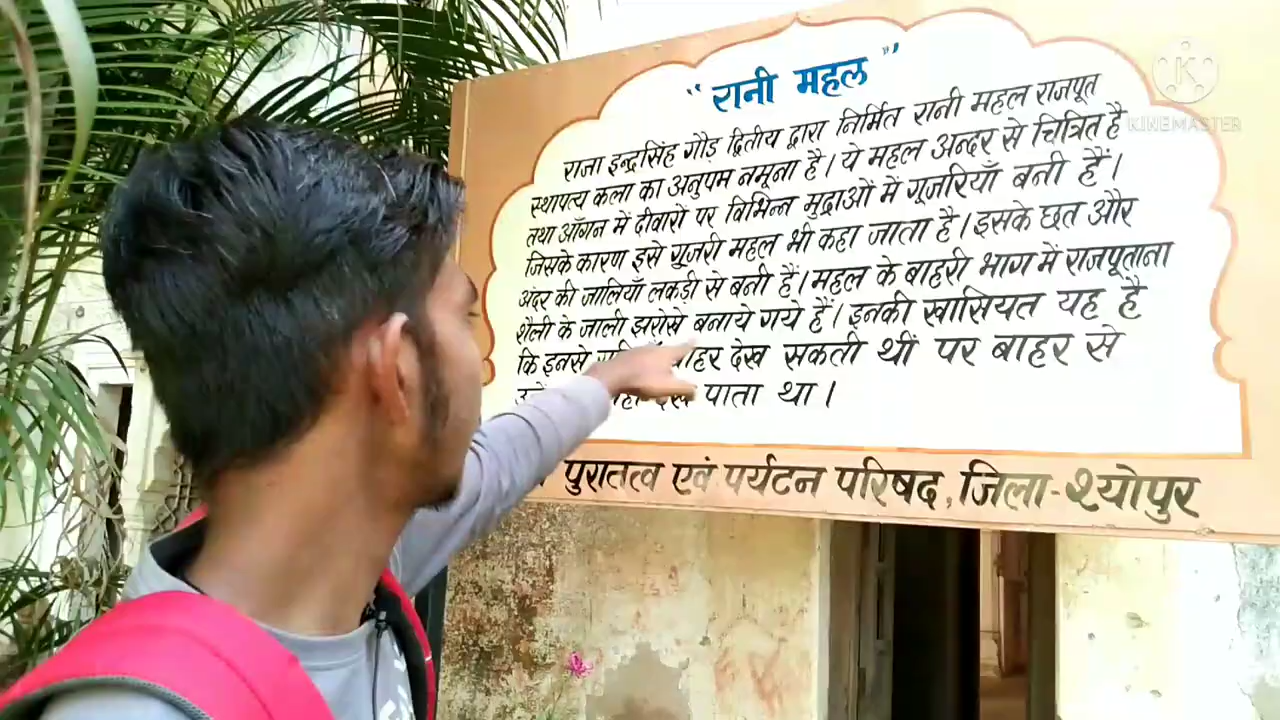 “ रानी महल ”
राजा इन्द्रसिंह गौड़ द्वितीय द्वारा निर्मित रानी महल राजपूत
स्थापत्य कला का अनुपम नमूना है। ये महल अन्दर से चित्रित है
तथा आँगन में दीवारों पर विभिन्न मुद्राओं में गूजरियाँ बनी हैं।
जिसके कारण इसे गूजरी महल भी कहा जाता है। इसके छत और
अंदर की जालियाँ लकड़ी से बनी हैं। महल के बाहरी भाग में राजपूताना
शैली के जाली झरोखे बनाये गये हैं। इनकी खासियत यह है
कि इनसे बाहर देख सकती थीं पर बाहर से
देख पाता था।
पुरातत्व एवं पर्यटन परिषद, जिला-श्योपुर
KINEMASTER